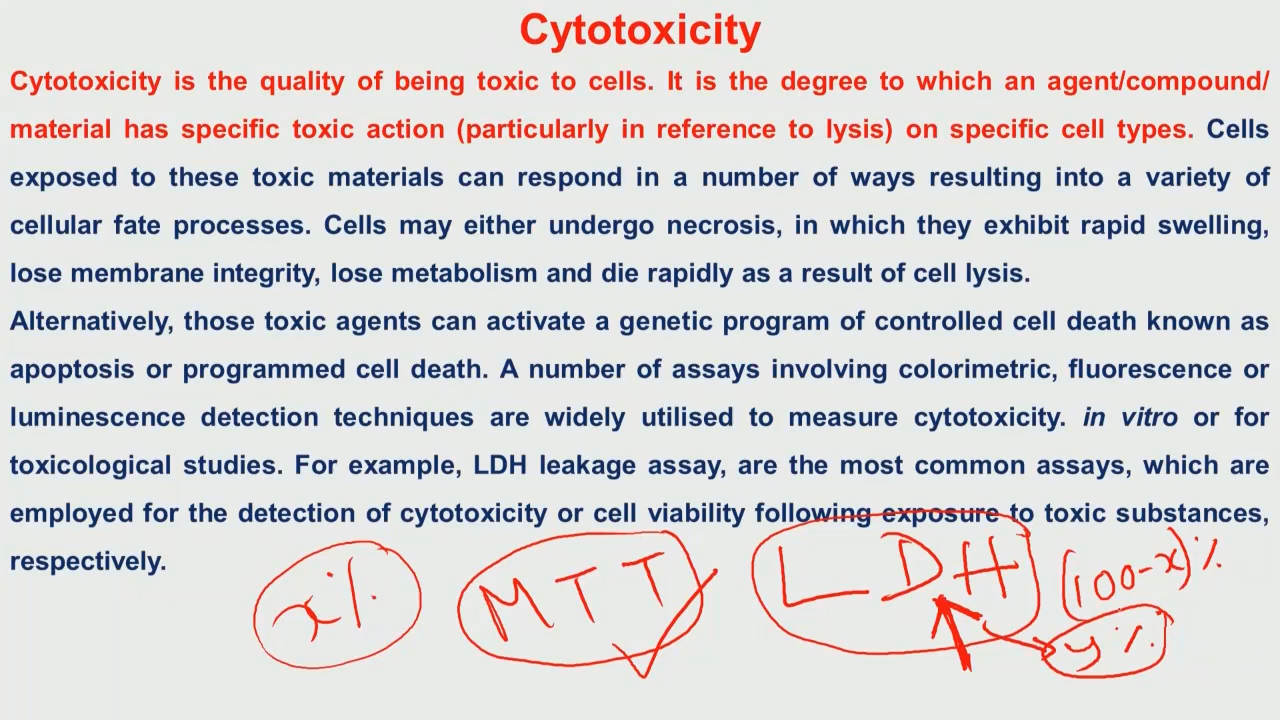 Cytotoxicity
Cytotoxicity is the quality of being toxic to cells. It is the degree to which an agent/compound/
material has specific toxic action (particularly in reference to lysis) on specific cell types. Cells
exposed to these toxic materials can respond in a number of ways resulting into a variety of
cellular fate processes. Cells may either undergo necrosis, in which they exhibit rapid swelling,
lose membrane integrity, lose metabolism and die rapidly as a result of cell lysis.
Alternatively, those toxic agents can activate a genetic program of controlled cell death known as
apoptosis or programmed cell death. A number of assays involving colorimetric, fluorescence or
luminescence detection techniques are widely utilised to measure cytotoxicity. in vitro or for
toxicological studies. For example, LDH leakage assay, are the most common assays, which are
employed for the detection of cytotoxicity or cell viability following exposure to toxic substances,
respectively.
x% MTT LDH (100-x)%
y%